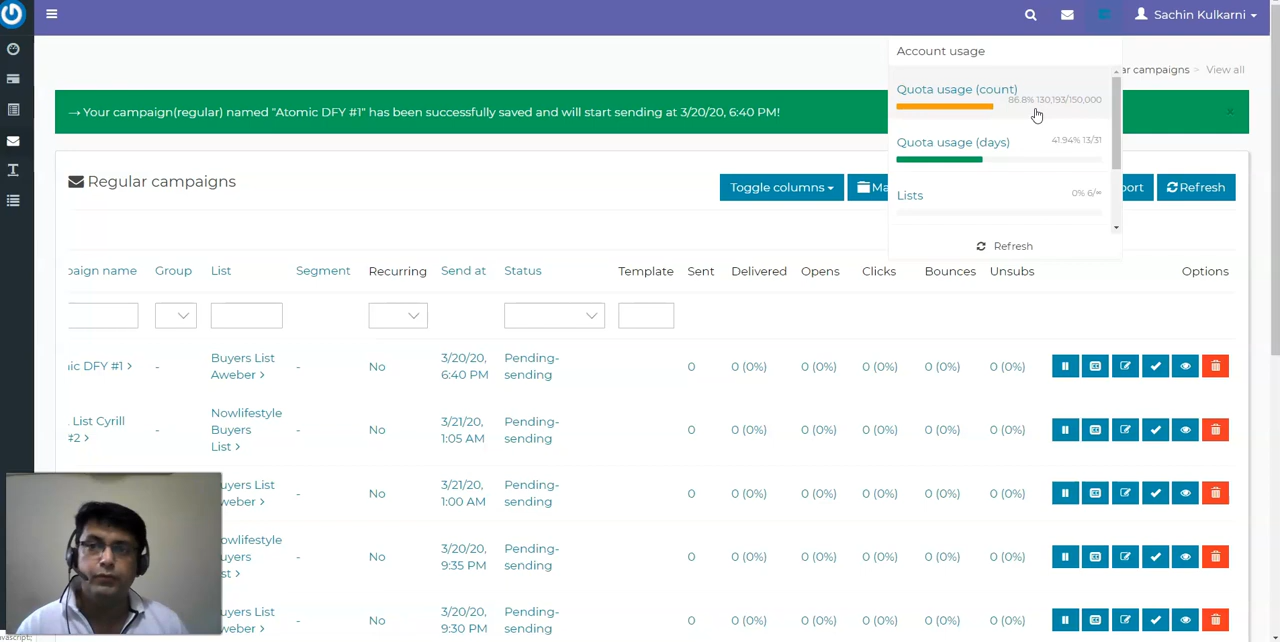 Sachin Kulkarni
Account usage
ar campaigns > View all
Quota usage (count)
86.8% 130,193/150,000
→ Your campaign(regular) named "Atomic DFY #1" has been successfully saved and will start sending at 3/20/20, 6:40 PM!
×
Quota usage (days)
41.94% 13/31
Regular campaigns
Toggle columns
Ma
port
Refresh
Lists
0% 6/∞
Refresh
paign name Group List Segment Recurring Send at Status Template Sent Delivered Opens Clicks Bounces Unsubs Options
ic DFY #1 > - Buyers List Aweber > - No 3/20/20, 6:40 PM Pending-sending 0 0 (0%) 0 (0%) 0 (0%) 0 (0%) 0 (0%)
List Cyrill #2 > - Nowlifestyle Buyers List > - No 3/21/20, 1:05 AM Pending-sending 0 0 (0%) 0 (0%) 0 (0%) 0 (0%) 0 (0%)
uyers List weber > - No 3/21/20, 1:00 AM Pending-sending 0 0 (0%) 0 (0%) 0 (0%) 0 (0%) 0 (0%)
owlifestyle uyers st > - No 3/20/20, 9:35 PM Pending-sending 0 0 (0%) 0 (0%) 0 (0%) 0 (0%) 0 (0%)
uyers List weber > - No 3/20/20, 9:30 PM Pending-sending 0 0 (0%) 0 (0%) 0 (0%) 0 (0%) 0 (0%)
avascript:;